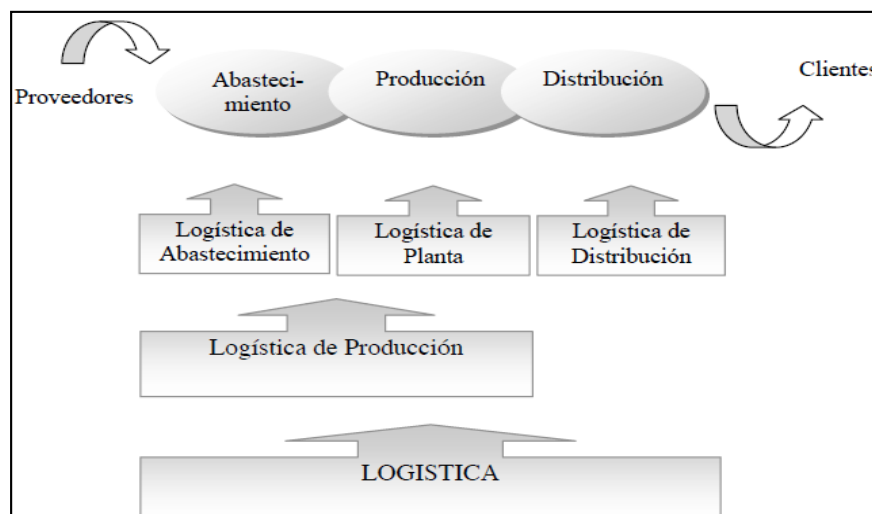 Proveedores
Abasteci-
miento
Producción
Distribución
Clientes
Logística de
Abastecimiento
Logística de
Planta
Logística de
Distribución
Logística de Producción
LOGISTICA